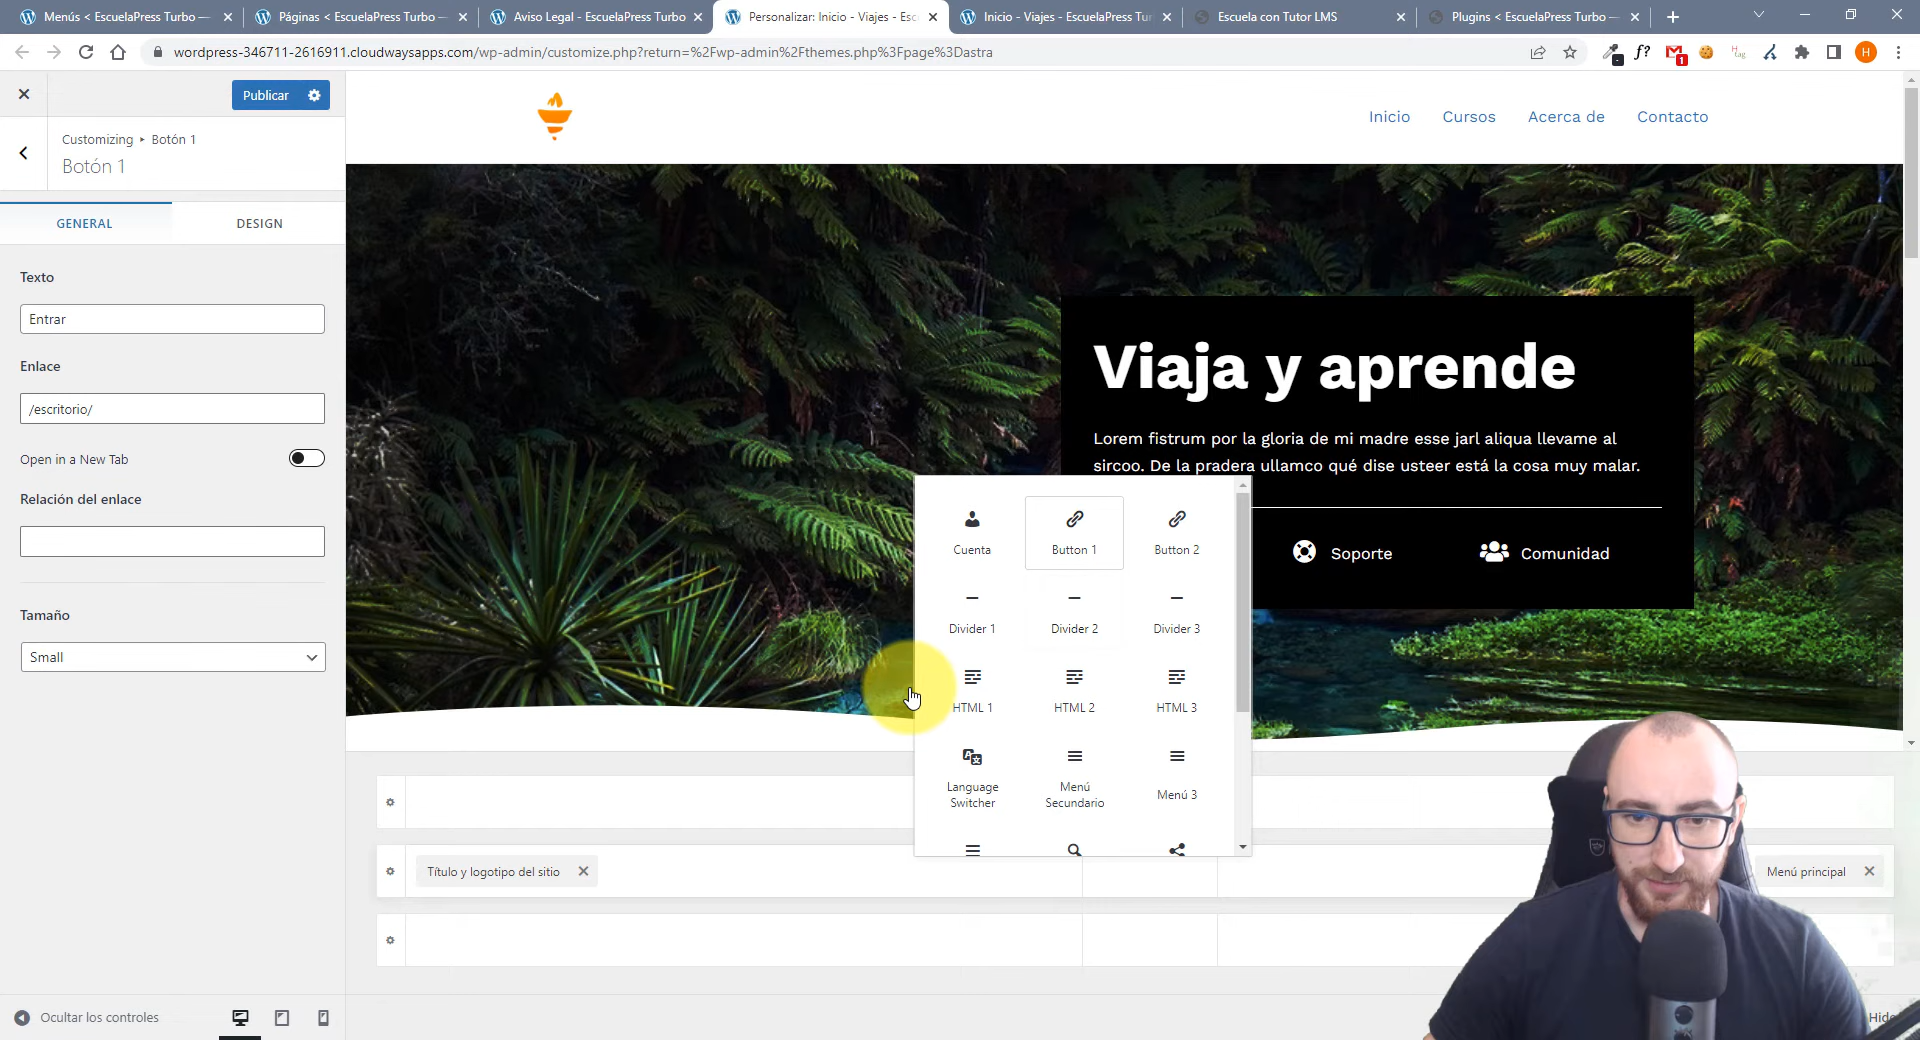 Menús < EscuelaPress Turbo —
Páginas < EscuelaPress Turbo —
Aviso Legal - EscuelaPress Turbo
Personalizar: Inicio - Viajes - Esc
Inicio - Viajes - EscuelaPress Tur
Escuela con Tutor LMS
Plugins < EscuelaPress Turbo —
wordpress-346711-2616911.cloudwaysapps.com/wp-admin/customize.php?return=%2Fwp-admin%2Fthemes.php%3Fpage%3Dastra
f?
1
H tag
H
Publicar
Customizing ▸ Botón 1
Botón 1
GENERAL
DESIGN
Texto
Entrar
Enlace
/escritorio/
Open in a New Tab
Relación del enlace
Tamaño
Small
Ocultar los controles
Inicio
Cursos
Acerca de
Contacto
Viaja y aprende
Lorem fistrum por la gloria de mi madre esse jarl aliqua llevame al
sircoo. De la pradera ullamco qué dise usteer está la cosa muy malar.
Soporte
Comunidad
Cuenta
Button 1
Button 2
Divider 1
Divider 2
Divider 3
HTML 1
HTML 2
HTML 3
Language
Switcher
Menú
Secundario
Menú 3
Título y logotipo del sitio
Menú principal
Hide